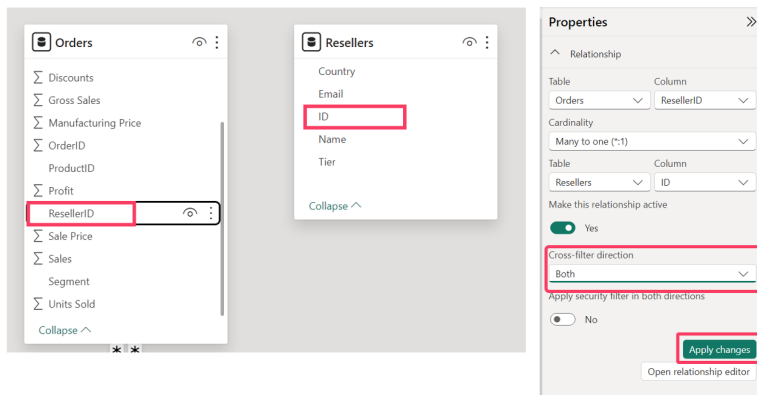 Orders
Discounts
Gross Sales
Manufacturing Price
OrderID
ProductID
Profit
ResellerID
Sale Price
Sales
Segment
Units Sold
Collapse
Resellers
Country
Email
ID
Name
Tier
Collapse
Properties
Relationship
Table Column
Orders ResellerID
Cardinality
Many to one (*:1)
Table Column
Resellers ID
Make this relationship active
Yes
Cross-filter direction
Both
Apply security filter in both directions
No
Apply changes
Open relationship editor